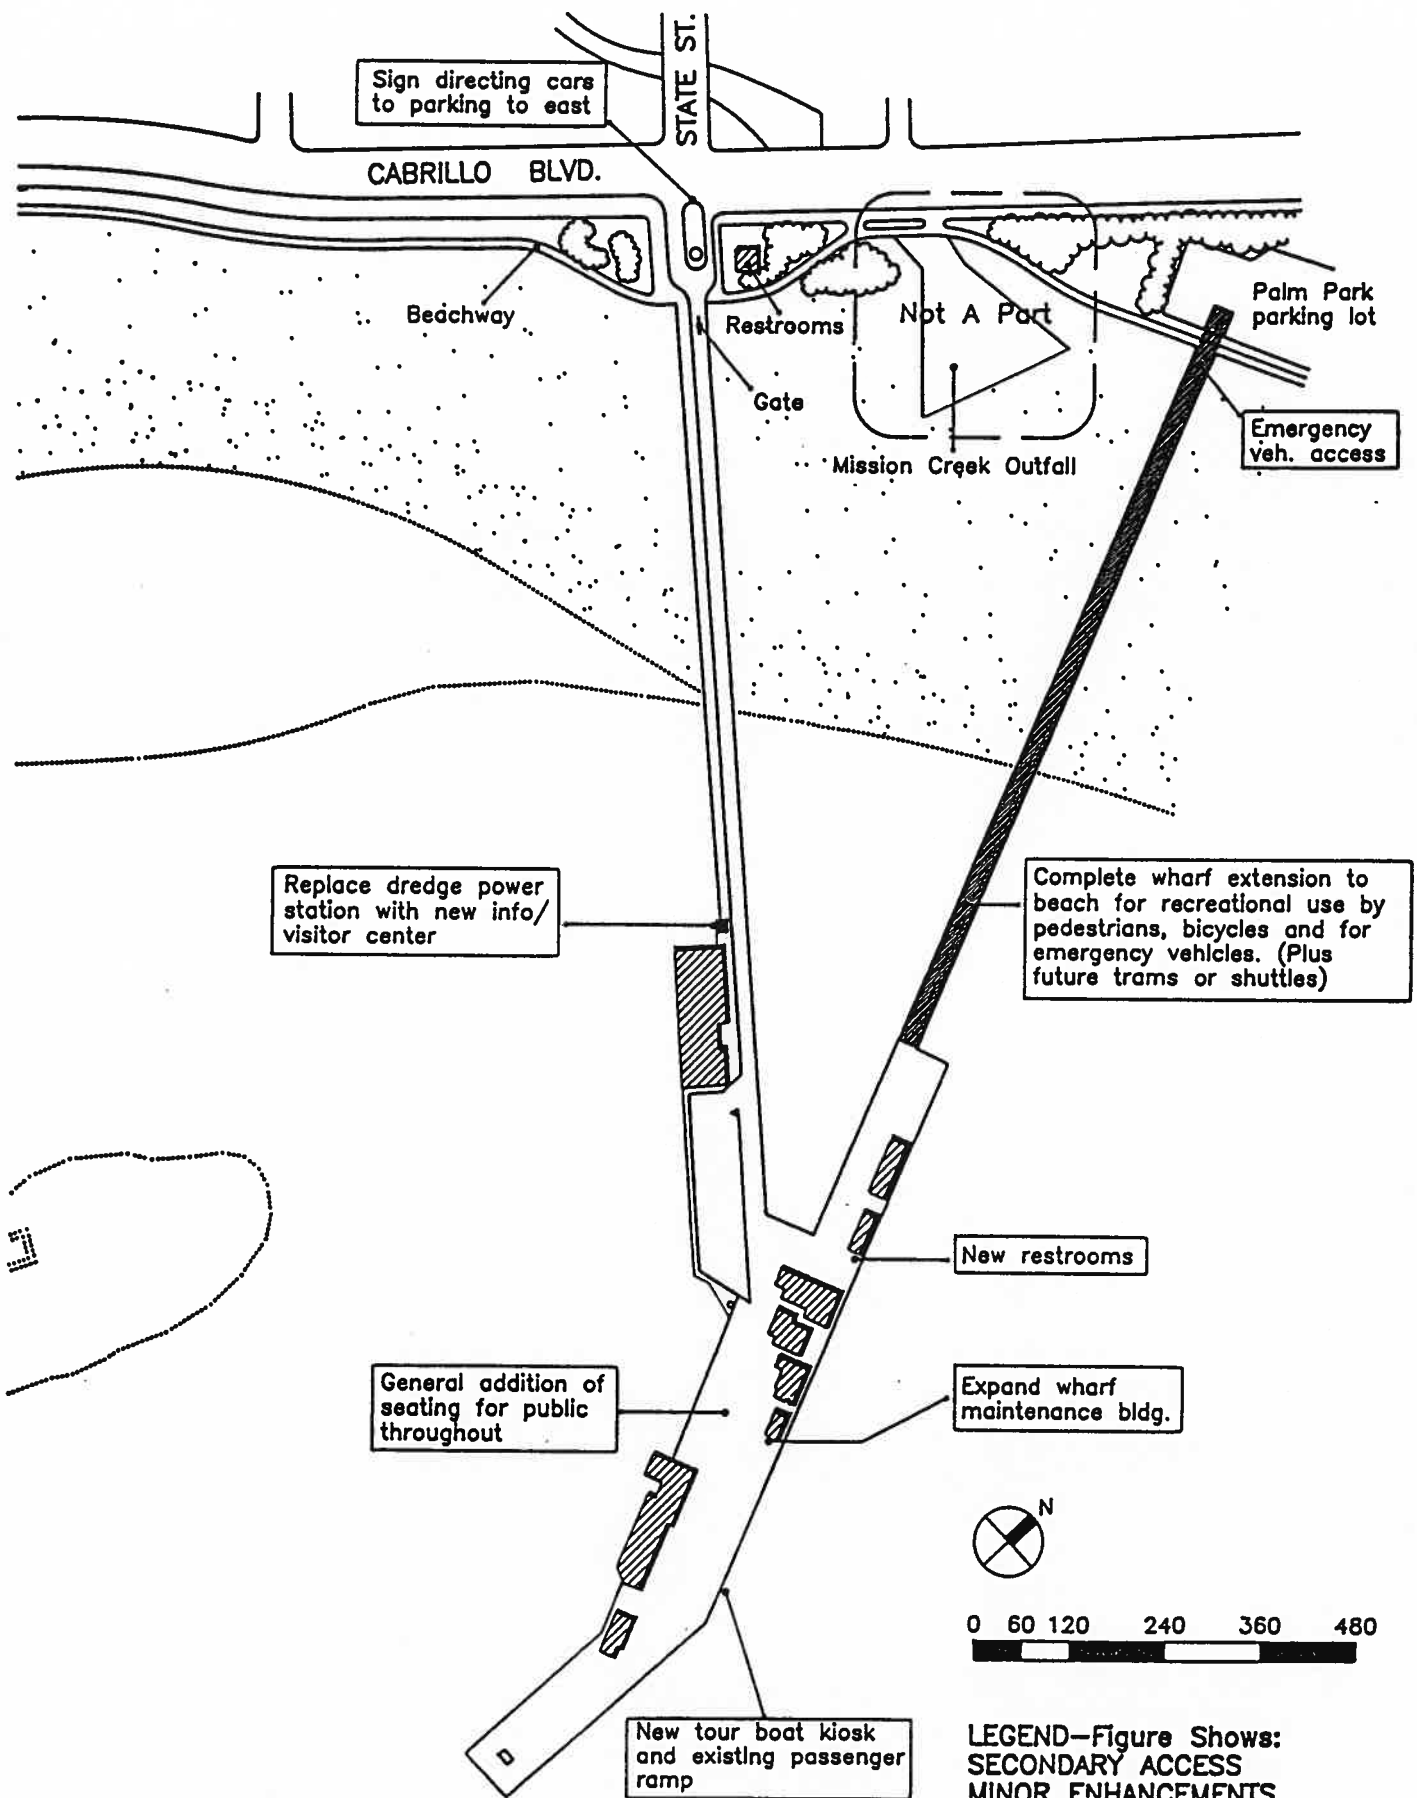 STATE ST.
Sign directing cars
to parking to east
CABRILLO BLVD.
Beachway
Restrooms
Not A Part
Palm Park
parking lot
Gate
Emergency
veh. access
Mission Creek Outfall
Replace dredge power
station with new info/
visitor center
Complete wharf extension to
beach for recreational use by
pedestrians, bicycles and for
emergency vehicles. (Plus
future trams or shuttles)
New restrooms
General addition of
seating for public
throughout
Expand wharf
maintenance bldg.
N
0 60 120 240 360 480
New tour boat kiosk
and existing passenger
ramp
LEGEND—Figure Shows:
SECONDARY ACCESS
MINOR ENHANCEMENTS